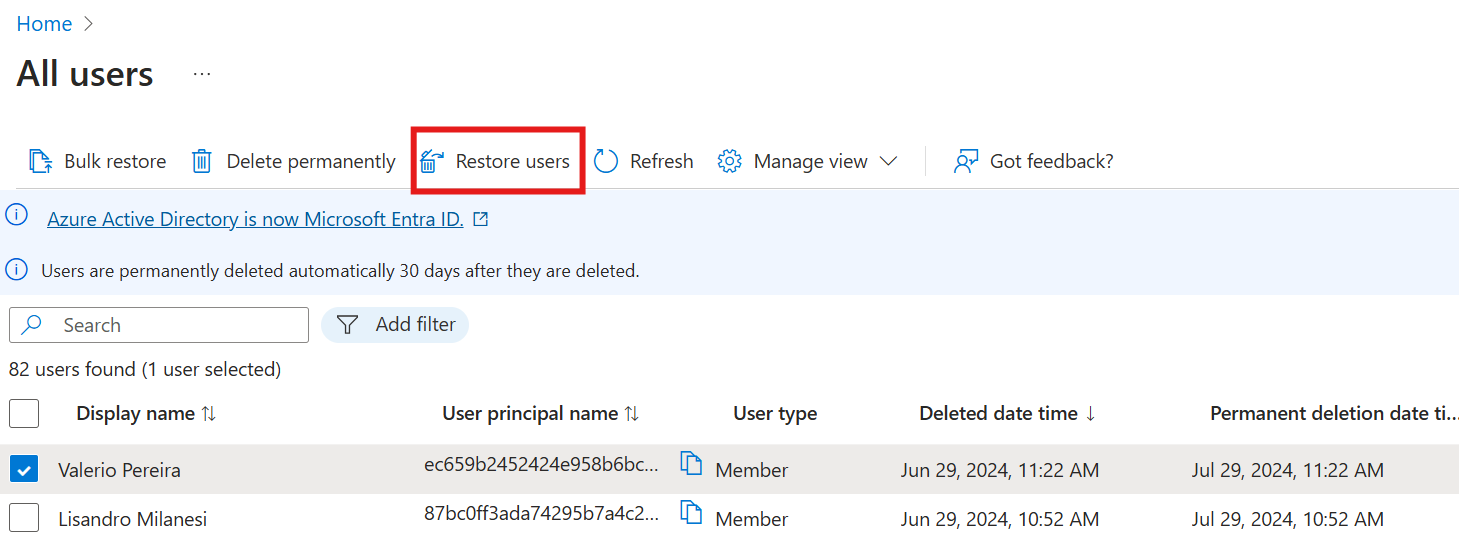 Home
All users ...
Bulk restore Delete permanently Restore users Refresh Manage view Got feedback?
Azure Active Directory is now Microsoft Entra ID.
Users are permanently deleted automatically 30 days after they are deleted.
Search Add filter
82 users found (1 user selected)
Display name User principal name User type Deleted date time Permanent deletion date ti...
Valerio Pereira ec659b2452424e958b6bc... Member Jun 29, 2024, 11:22 AM Jul 29, 2024, 11:22 AM
Lisandro Milanesi 87bc0ff3ada74295b7a4c2... Member Jun 29, 2024, 10:52 AM Jul 29, 2024, 10:52 AM